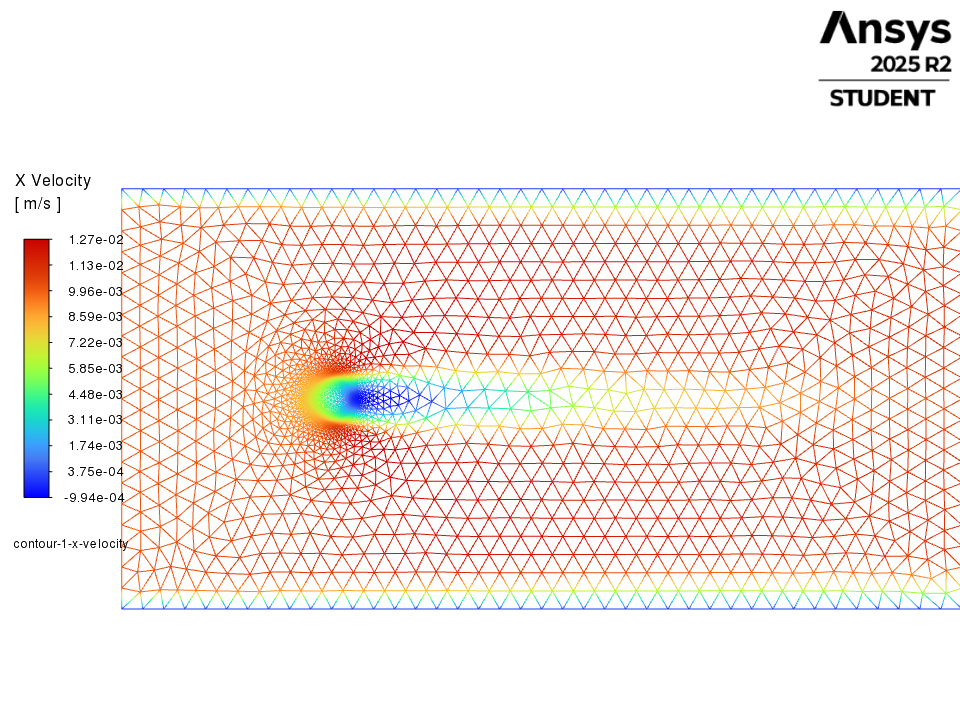 Ansys
2025 R2
STUDENT
X Velocity
[ m/s ]
1.27e-02
1.13e-02
9.96e-03
8.59e-03
7.22e-03
5.85e-03
4.48e-03
3.11e-03
1.74e-03
3.75e-04
-9.94e-04
contour-1-x-velocity